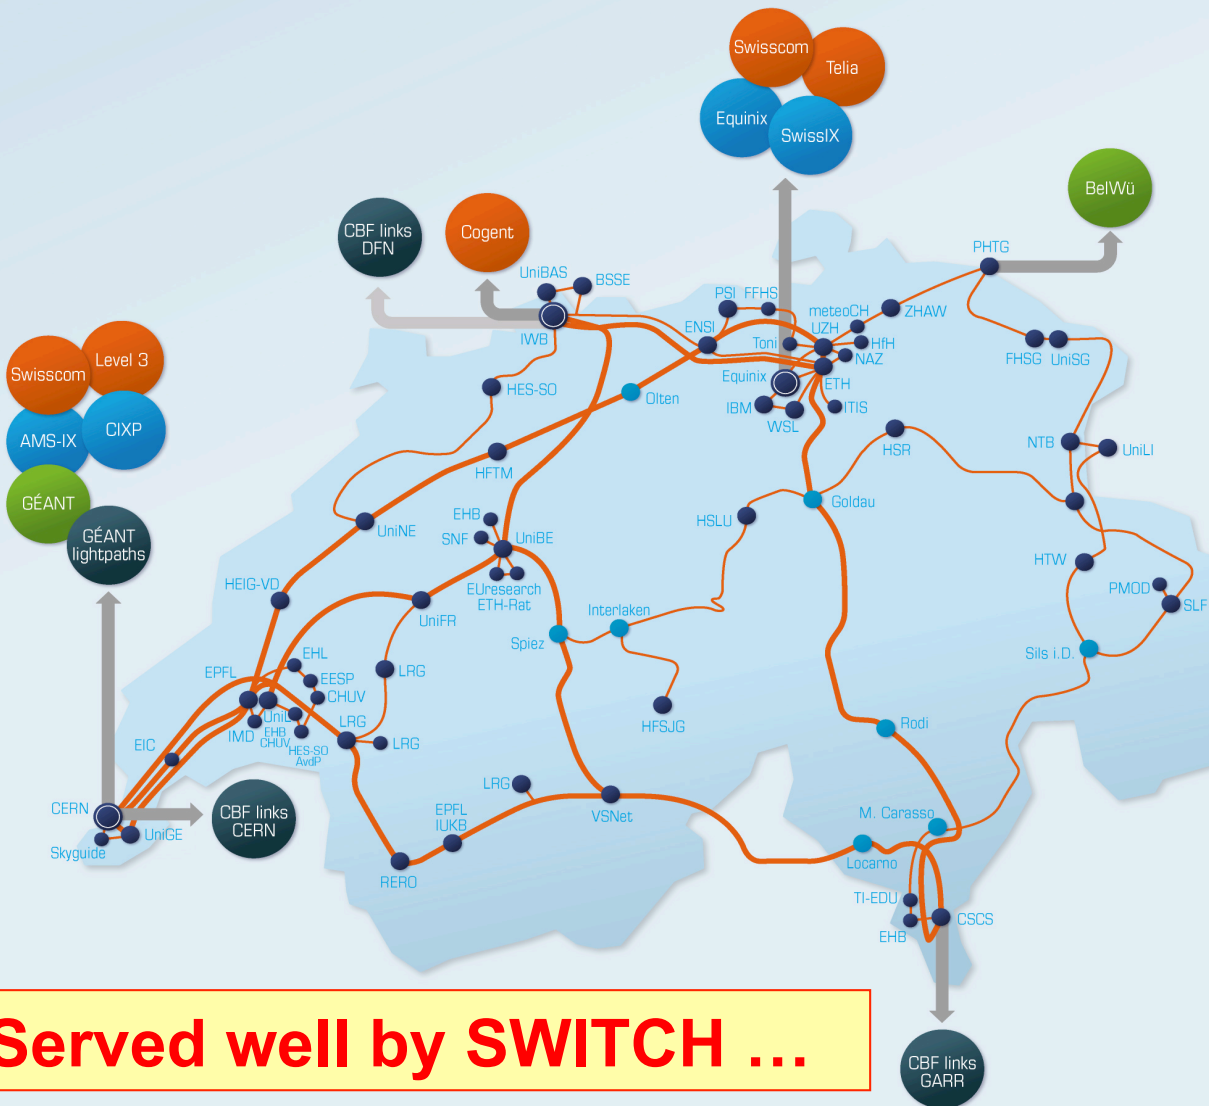 Swisscom
Telia
Equinix
SwissIX
BelWü
CBF links
DFN
Cogent
UniBAS
BSSE
IWB
PSI
FFHS
ENSI
meteoCH
UZH
ZHAW
Toni
HfH
NAZ
Equinix
ETH
IBM
WSL
ITIS
PHTG
FHSG
UniSG
Swisscom
Level 3
AMS-IX
CIXP
GÉANT
GÉANT
lightpaths
HES-SO
Olten
HFTM
HSR
NTB
UniLI
Goldau
UniNE
EHB
SNF
UniBE
EUresearch
ETH-Rat
HSLU
HTW
PMOD
SLF
HEIG-VD
UniFR
Interlaken
Spiez
Sils i.D.
EPFL
EHL
EESP
CHUV
LRG
UniL
IMD
EHB
CHUV
HES-SO
AvdP
LRG
LRG
HFSJG
Rodi
EIC
CERN
CBF links
CERN
Skyguide
UniGE
LRG
EPFL
IUKB
VSNet
RERO
M. Carasso
Locarno
TI-EDU
EHB
CSCS
Served well by SWITCH ...
CBF links
GARR